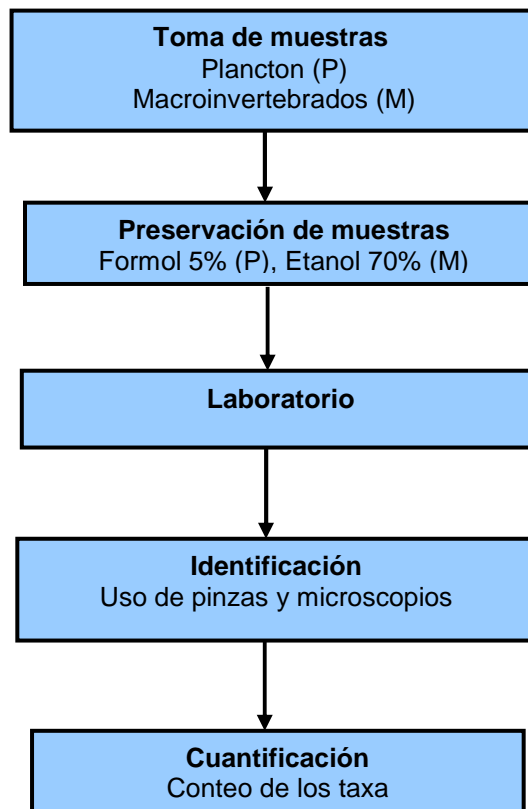 Toma de muestras
Plancton (P)
Macroinvertebrados (M)
Preservación de muestras
Formol 5% (P), Etanol 70% (M)
Laboratorio
Identificación
Uso de pinzas y microscopios
Cuantificación
Conteo de los taxa